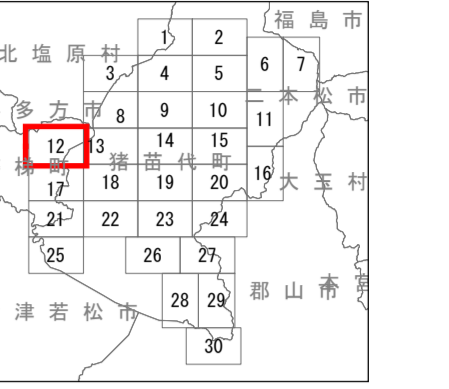 福島市
1 2
北塩原村
6 7
3 4 5
二本松市
多方市
8 9 10
11
12 13 14 15
猪苗代町
梯町
16
大玉村
17 18 19 20
21 22 23 24
25 26 27
郡山市
本宮
28 29
津若松市
30